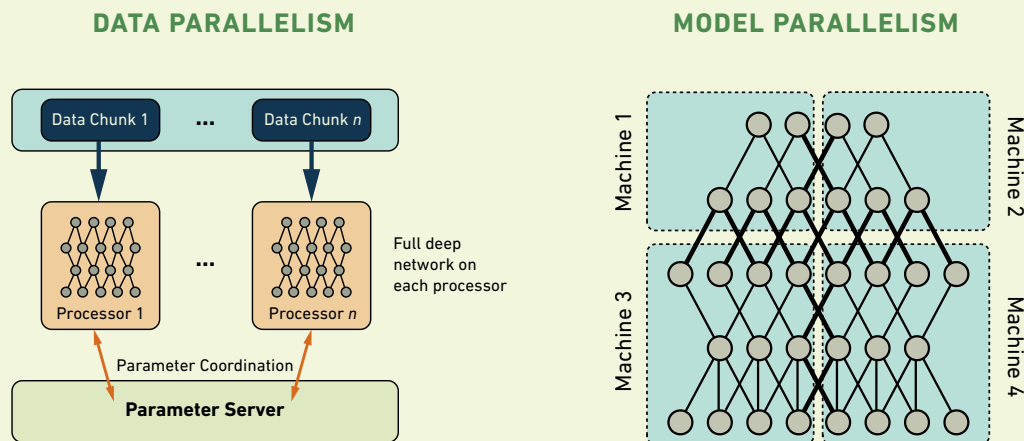 DATA PARALLELISM
Data Chunk 1
...
Data Chunk n
Processor 1
...
Processor n
Full deep
network on
each processor
Parameter Coordination
Parameter Server
MODEL PARALLELISM
Machine 1
Machine 2
Machine 3
Machine 4